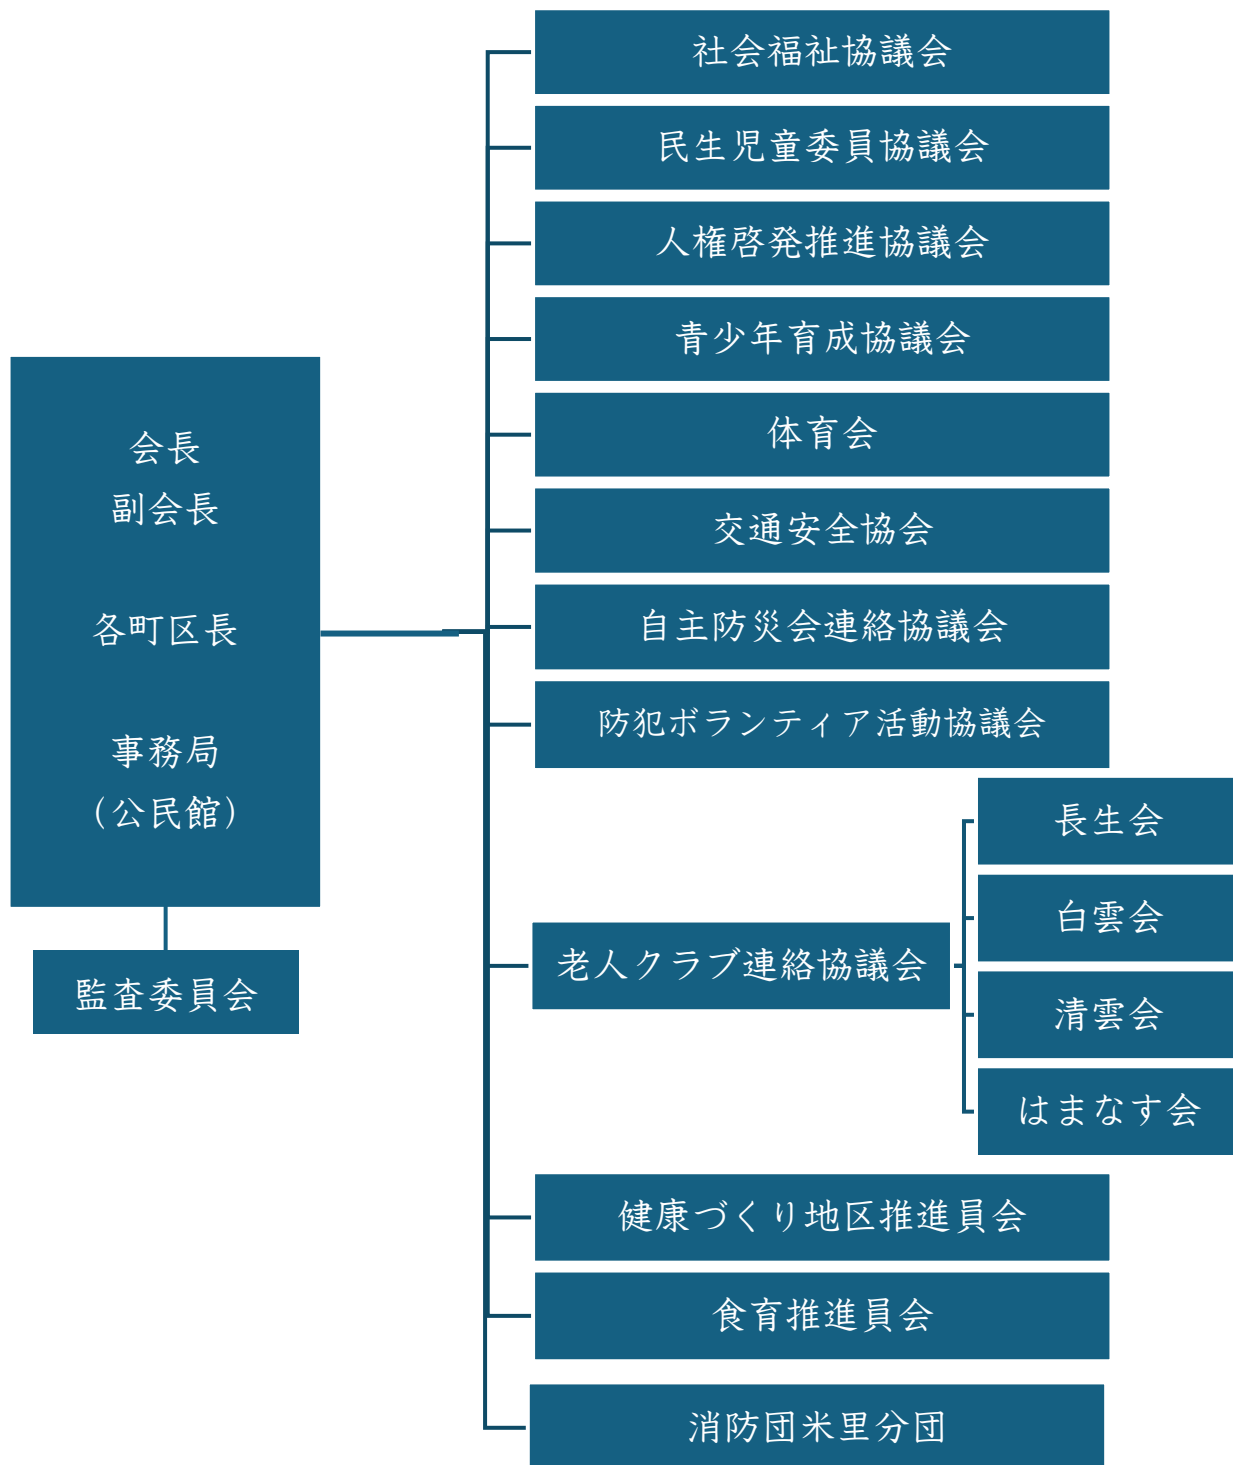 会長
副会長
各町区長
事務局
(公民館)
監査委員会
社会福祉協議会
民生児童委員協議会
人権啓発推進協議会
青少年育成協議会
体育会
交通安全協会
自主防災会連絡協議会
防犯ボランティア活動協議会
老人クラブ連絡協議会
長生会
白雲会
清雲会
はまなす会
健康づくり地区推進員会
食育推進員会
消防団米里分団